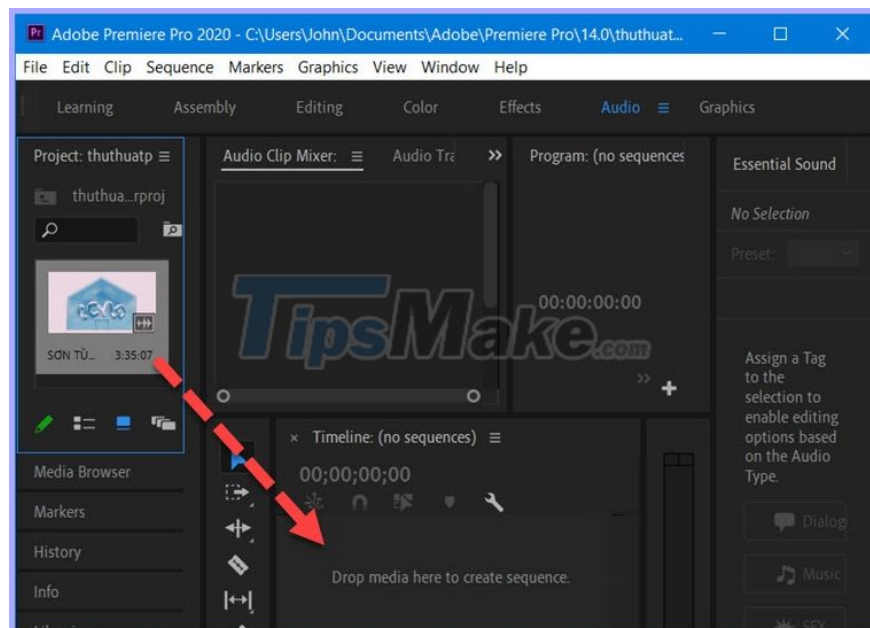 Adobe Premiere Pro 2020 - C:\Users\John\Documents\Adobe\Premiere Pro\14.0\thuthuat...
File Edit Clip Sequence Markers Graphics View Window Help
Learning Assembly Editing Color Effects Audio Graphics
Project: thuthuatp
thuthua...rproj
SƠN TÙ... 3:35:07
Audio Clip Mixer:
Audio Tra
Program: (no sequences
00:00:00:00
Essential Sound
No Selection
Preset:
Assign a Tag
to the
selection to
enable editing
options based
on the Audio
Type.
Dialog
Music
SFX
TipsMake.com
Media Browser
Markers
History
Info
× Timeline: (no sequences)
00;00;00;00
Drop media here to create sequence.